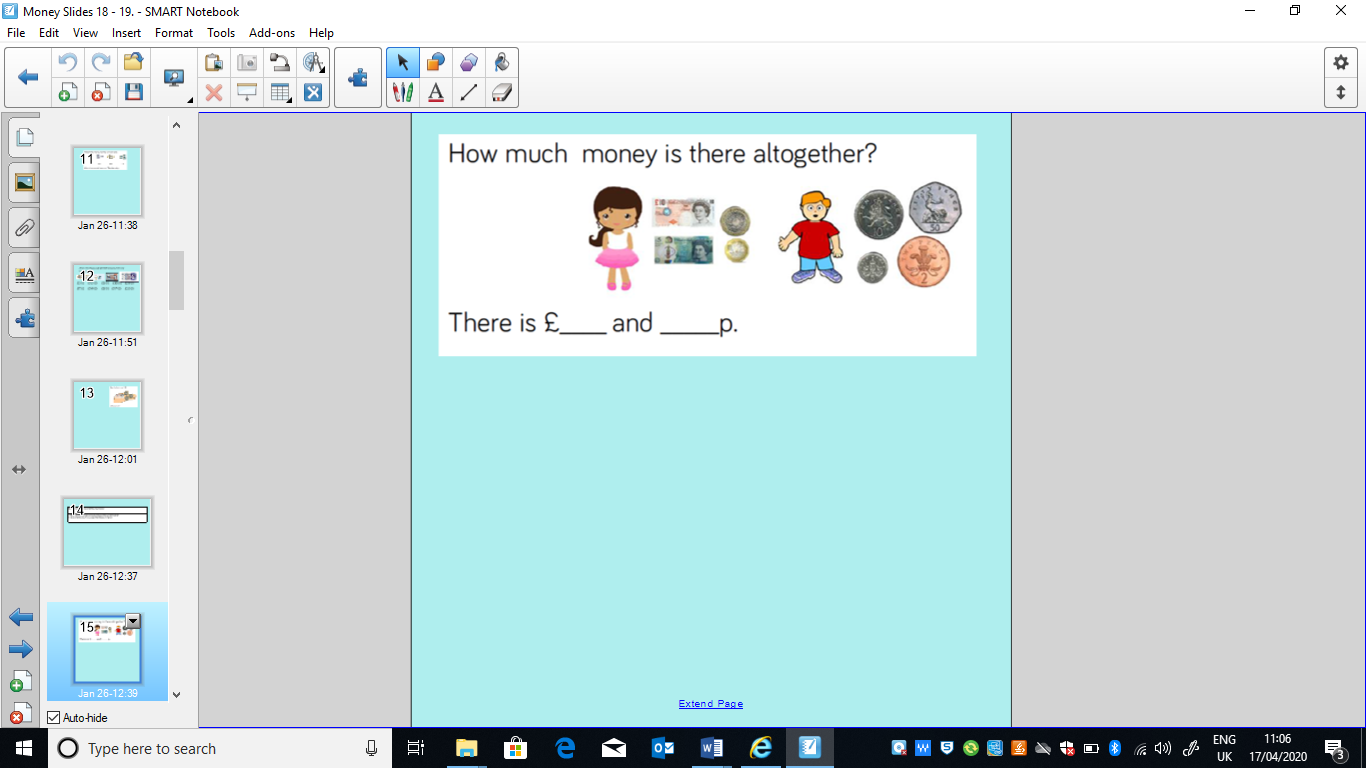 Money Slides 18 - 19. - SMART Notebook
File Edit View Insert Format Tools Add-ons Help
11
Jan 26-11:38
12
Jan 26-11:51
13
Jan 26-12:01
14
Jan 26-12:37
15
Jan 26-12:39
Auto-hide
How much money is there altogether?
50
2
There is £____ and _____p.
Extend Page
Type here to search
ENG
UK
11:06
17/04/2020
3